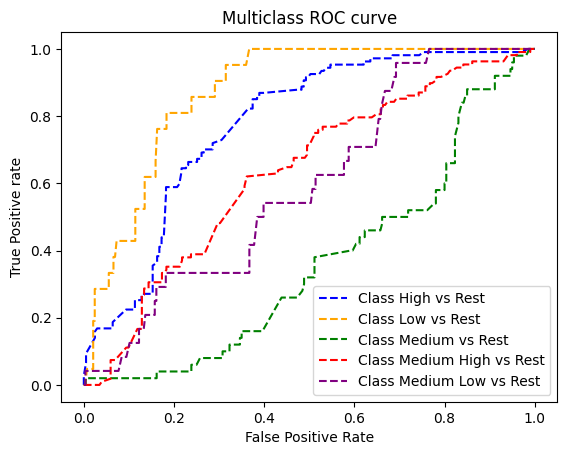 Multiclass ROC curve
True Positive rate
1.0
0.8
0.6
0.4
0.2
0.0
Class High vs Rest
Class Low vs Rest
Class Medium vs Rest
Class Medium High vs Rest
Class Medium Low vs Rest
0.0 0.2 0.4 0.6 0.8 1.0
False Positive Rate